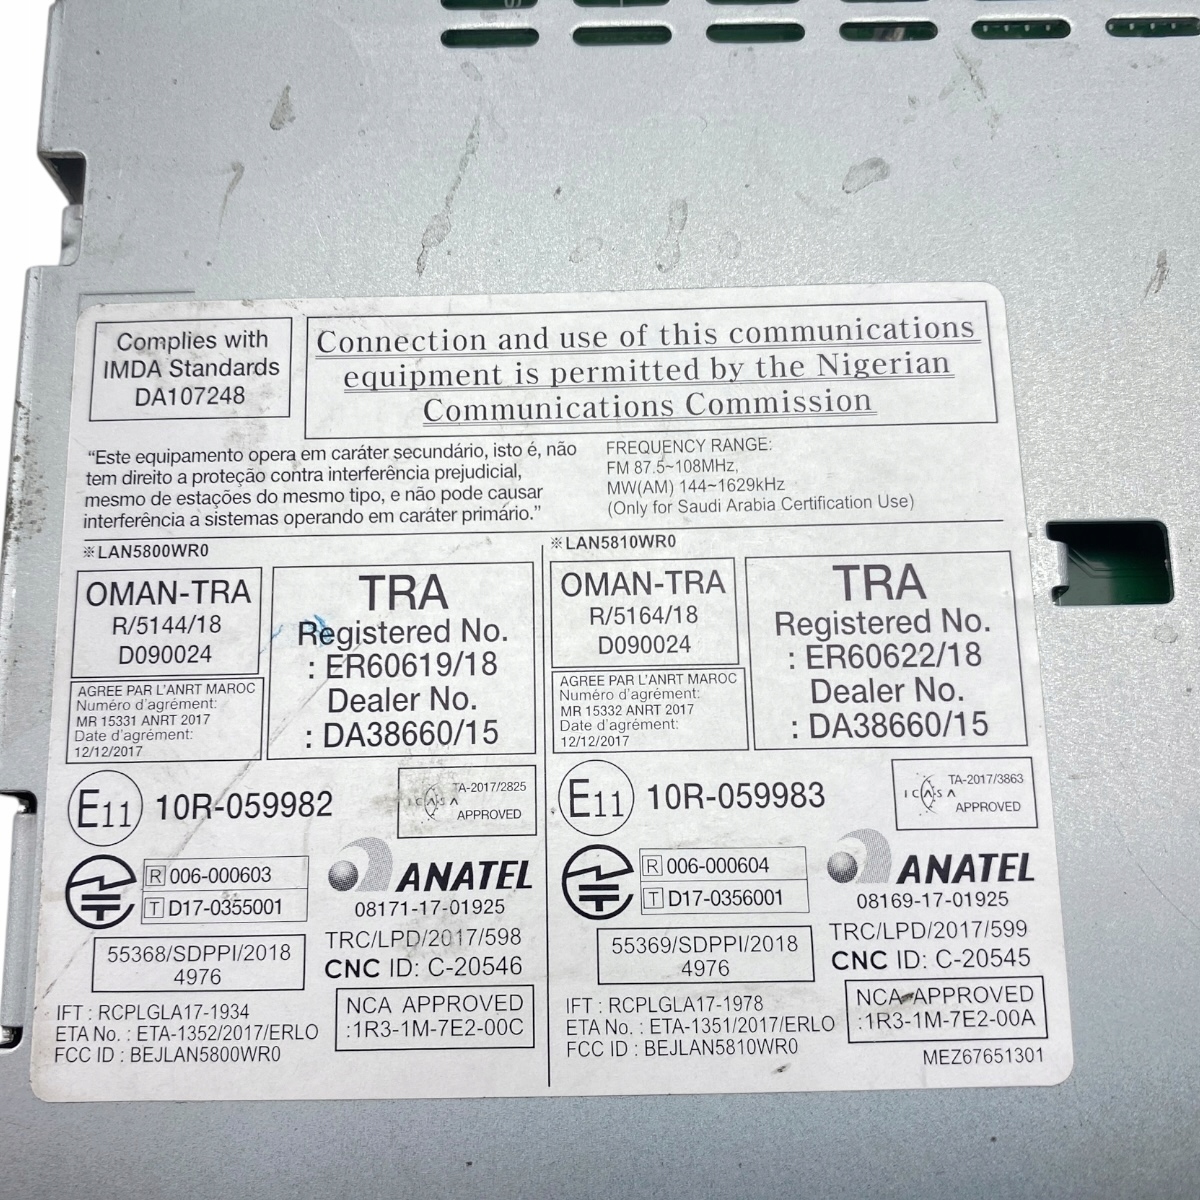 Complies with
IMDA Standards
DA107248
Connection and use of this communications
equipment is permitted by the Nigerian
Communications Commission
“Este equipamento opera em caráter secundário, isto é, não
tem direito a proteção contra interferência prejudicial,
mesmo de estações do mesmo tipo, e não pode causar
interferência a sistemas operando em caráter primário.”
FREQUENCY RANGE:
FM 87.5~108MHz,
MW(AM) 144~1629kHz
(Only for Saudi Arabia Certification Use)
※LAN5800WR0
OMAN-TRA
R/5144/18
D090024
TRA
Registered No.
: ER60619/18
Dealer No.
: DA38660/15
AGREE PAR L'ANRT MAROC
Numéro d'agrément:
MR 15331 ANRT 2017
Date d'agrément:
12/12/2017
E11 10R-059982
ICASA
TA-2017/2825
APPROVED
R 006-000603
T D17-0355001
ANATEL
08171-17-01925
55368/SDPPI/2018
4976
TRC/LPD/2017/598
CNC ID: C-20546
IFT : RCPLGLA17-1934
ETA No. : ETA-1352/2017/ERLO
FCC ID : BEJLAN5800WR0
NCA APPROVED
:1R3-1M-7E2-00C
※LAN5810WR0
OMAN-TRA
R/5164/18
D090024
TRA
Registered No.
: ER60622/18
Dealer No.
: DA38660/15
AGREE PAR L'ANRT MAROC
Numéro d'agrément:
MR 15332 ANRT 2017
Date d'agrément:
12/12/2017
E11 10R-059983
ICASA
TA-2017/3863
APPROVED
R 006-000604
T D17-0356001
ANATEL
08169-17-01925
55369/SDPPI/2018
4976
TRC/LPD/2017/599
CNC ID: C-20545
IFT : RCPLGLA17-1978
ETA No. : ETA-1351/2017/ERLO
FCC ID : BEJLAN5810WR0
NCA APPROVED
:1R3-1M-7E2-00A
MEZ67651301